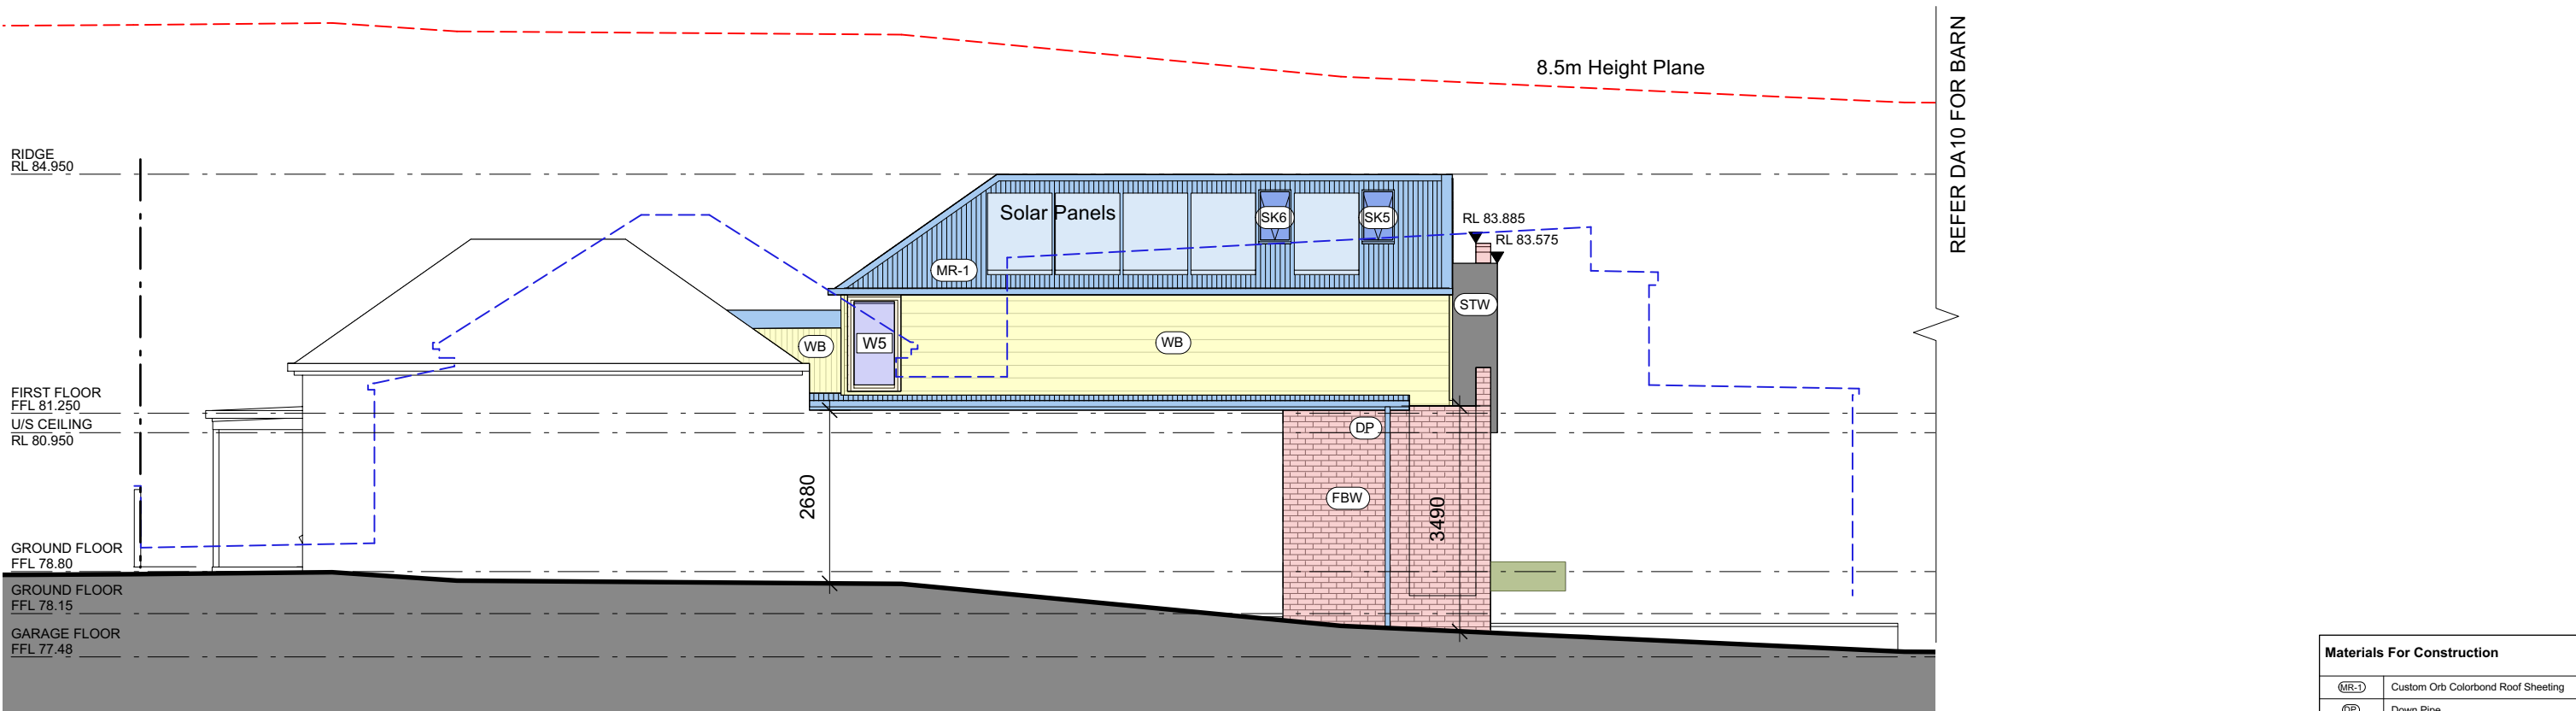 8.5m Height Plane
REFER DA10 FOR BARN
RIDGE
RL 84.950
Solar Panels
SK6
SK5
RL 83.885
RL 83.575
MR-1
STW
WB
W5
WB
FIRST FLOOR
FFL 81.250
U/S CEILING
RL 80.950
DP
2680
FBW
3490
GROUND FLOOR
FFL 78.80
GROUND FLOOR
FFL 78.15
GARAGE FLOOR
FFL 77.48
Materials For Construction
MR-1 Custom Orb Colorbond Roof Sheeting
DP Down Pipe